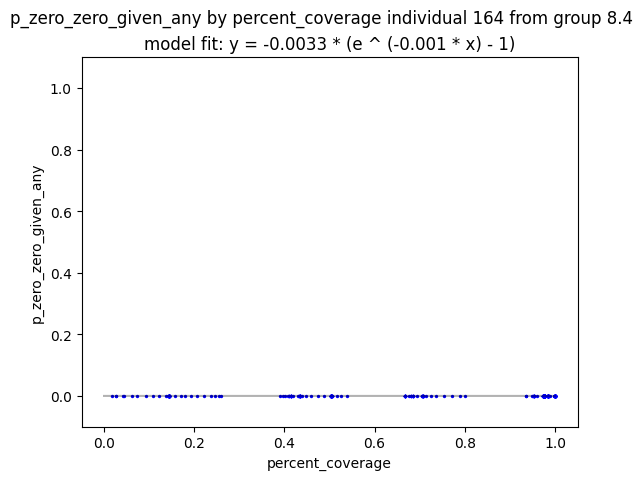 p_zero_zero_given_any by percent_coverage individual 164 from group 8.4
model fit: y = -0.0033 * (e ^ (-0.001 * x) - 1)
1.0
0.8
0.6
0.4
0.2
0.0
p_zero_zero_given_any
0.0 0.2 0.4 0.6 0.8 1.0
percent_coverage